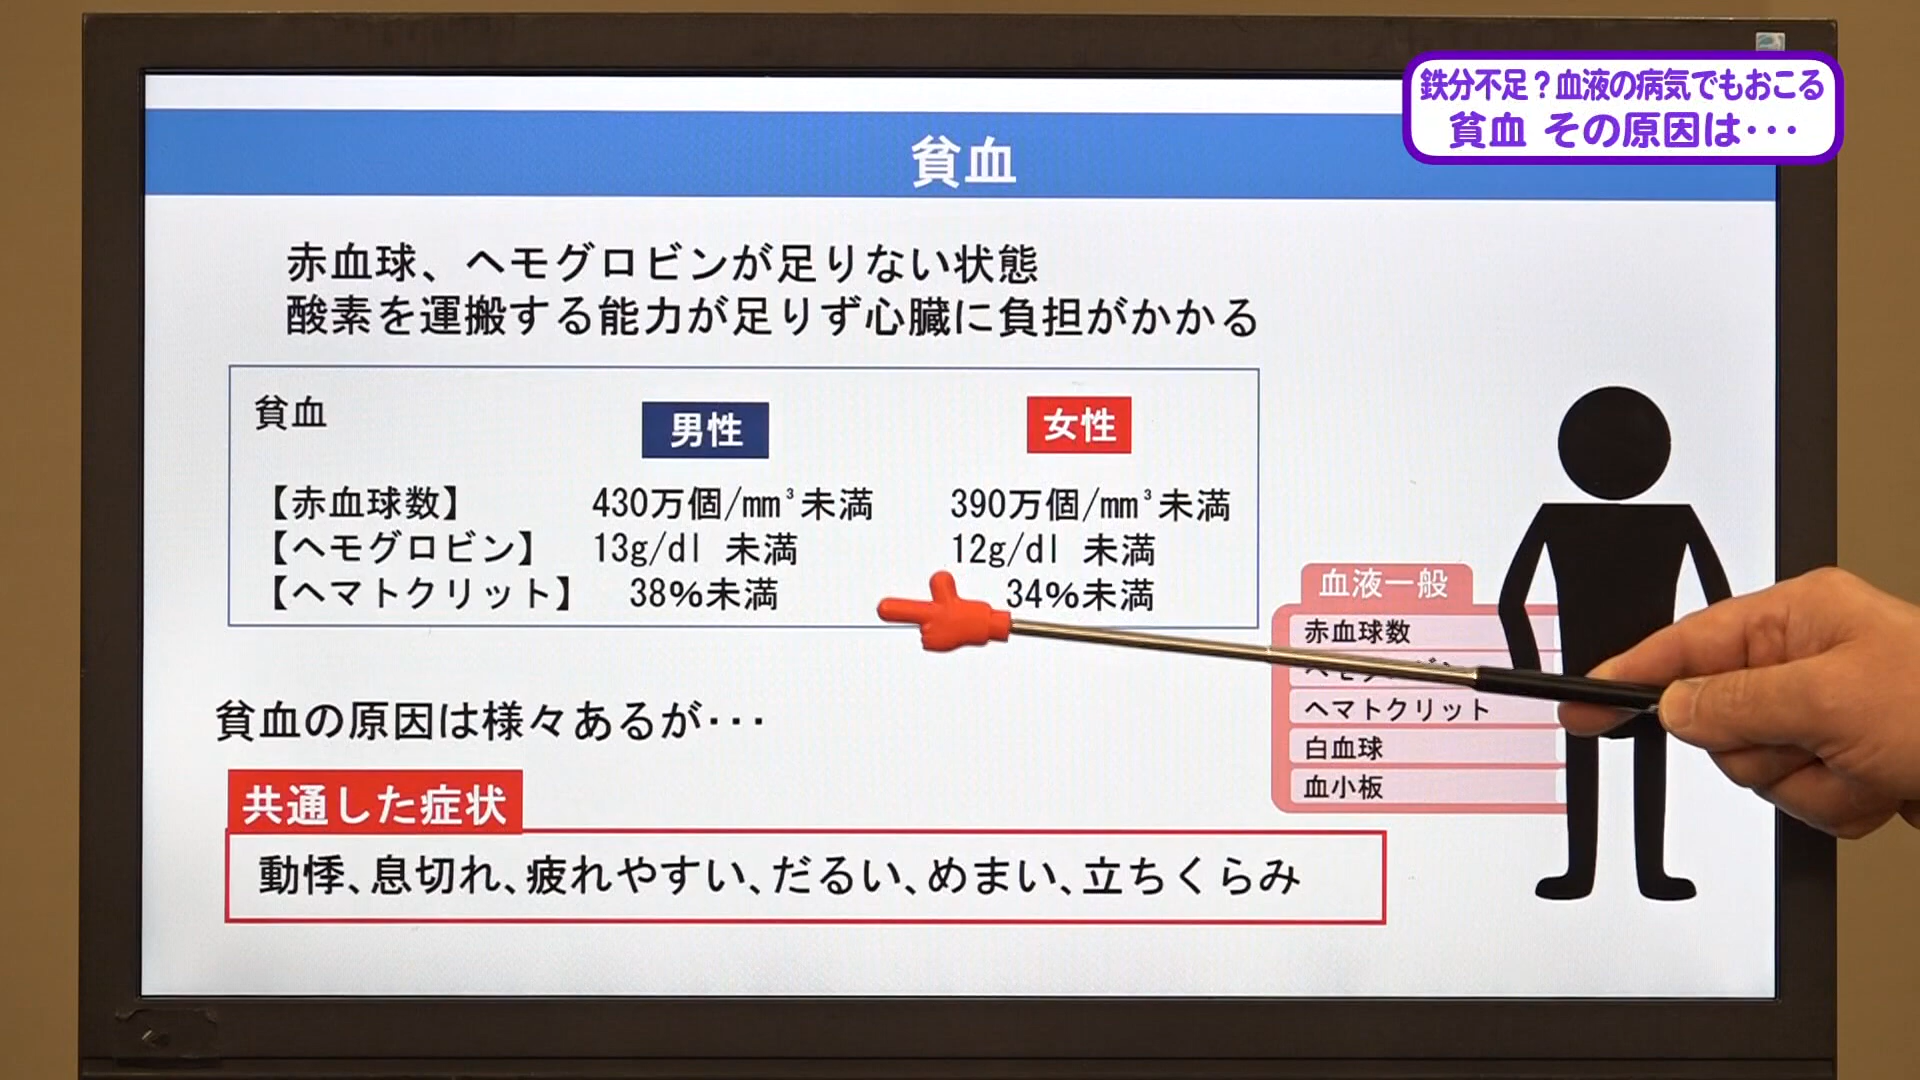 鉄分不足？血液の病気でもおこる
貧血 その原因は･･･
貧血
赤血球、ヘモグロビンが足りない状態
酸素を運搬する能力が足りず心臓に負担がかかる
貧血 男性 女性
【赤血球数】 430万個/mm³未満 390万個/mm³未満
【ヘモグロビン】 13g/dl 未満 12g/dl 未満
【ヘマトクリット】 38%未満 34%未満
血液一般
赤血球数
ヘマトクリット
白血球
血小板
貧血の原因は様々あるが･･･
共通した症状
動悸、息切れ、疲れやすい、だるい、めまい、立ちくらみ